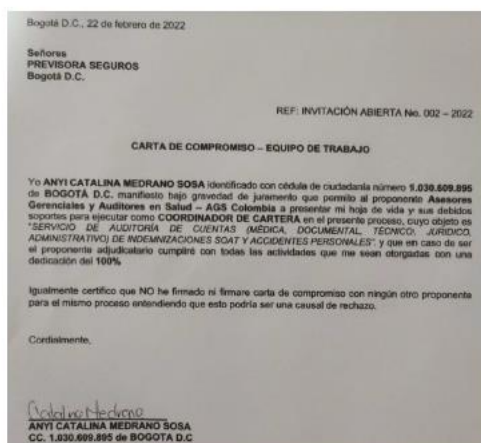 Bogotá D.C., 22 de febrero de 2022
Señores
PREVISORA SEGUROS
Bogotá D.C.
REF: INVITACIÓN ABIERTA No. 002 – 2022
CARTA DE COMPROMISO – EQUIPO DE TRABAJO
Yo ANYI CATALINA MEDRANO SOSA identificado con cédula de ciudadanía número 1.030.609.895
de BOGOTÁ D.C. manifiesto bajo gravedad de juramento que permito al proponente Asesores
Gerenciales y Auditores en Salud – AGS Colombia a presentar mi hoja de vida y sus debidos
soportes para ejecutar como COORDINADOR DE CARTERA en el presente proceso, cuyo objeto es
"SERVICIO DE AUDITORÍA DE CUENTAS (MÉDICA, DOCUMENTAL, TÉCNICO, JURÍDICO,
ADMINISTRATIVO) DE INDEMNIZACIONES SOAT Y ACCIDENTES PERSONALES", y que en caso de ser
el proponente adjudicatario cumpliré con todas las actividades que me sean otorgadas con una
dedicación del 100%.
Igualmente certifico que NO he firmado ni firmare carta de compromiso con ningún otro proponente
para el mismo proceso entendiendo que esto podría ser una causal de rechazo.
Cordialmente,
Catalina Medrano
ANYI CATALINA MEDRANO SOSA
CC. 1.030.609.895 de BOGOTA D.C